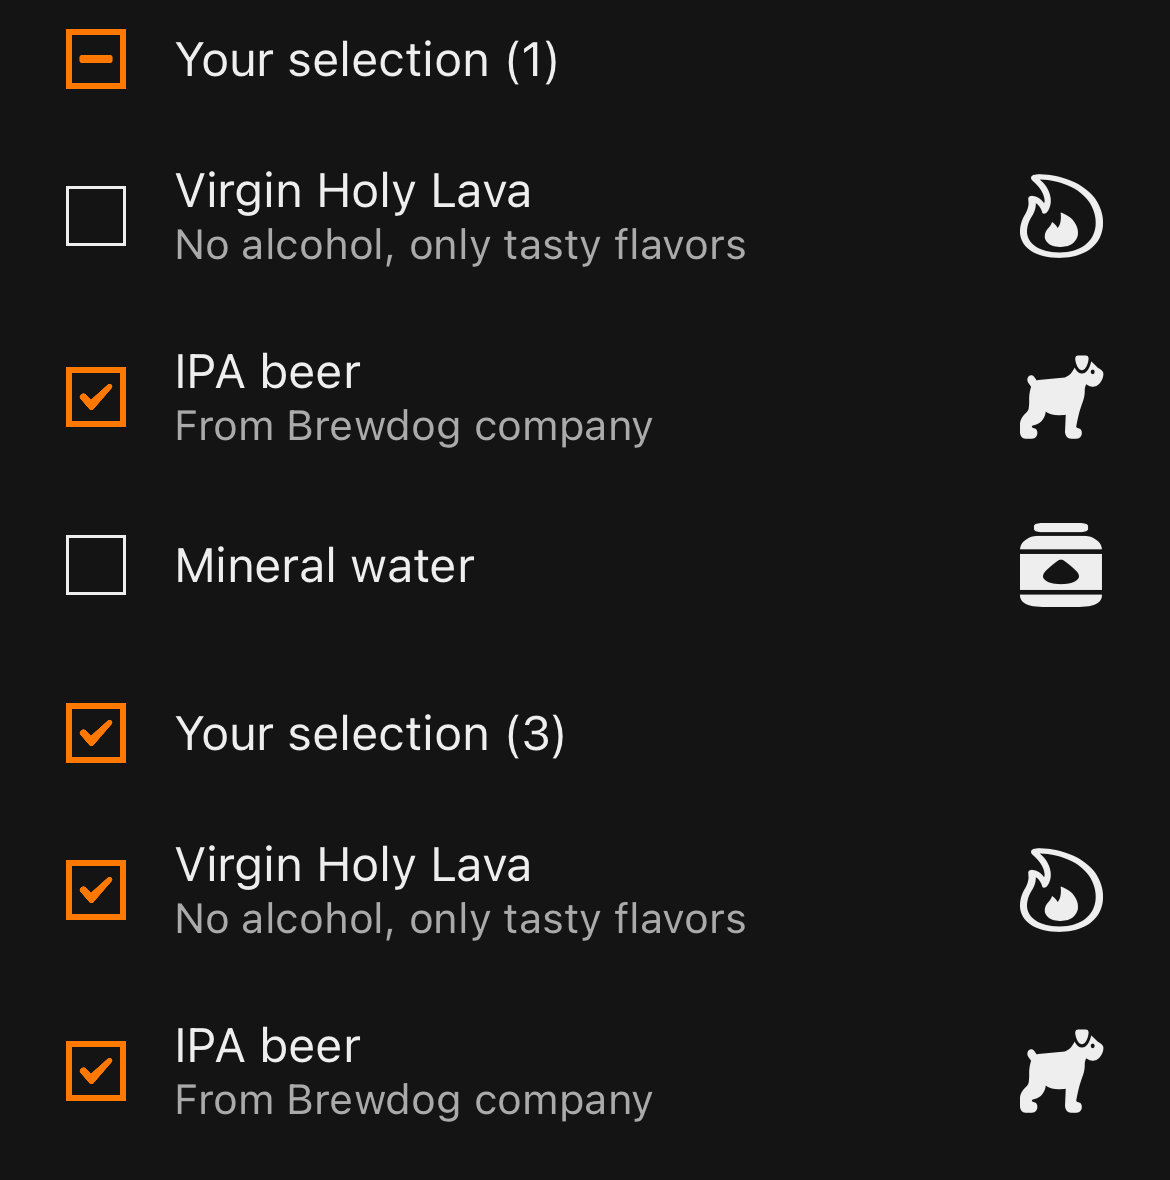 Your selection (1)
Virgin Holy Lava
No alcohol, only tasty flavors
IPA beer
From Brewdog company
Mineral water
Your selection (3)
Virgin Holy Lava
No alcohol, only tasty flavors
IPA beer
From Brewdog company